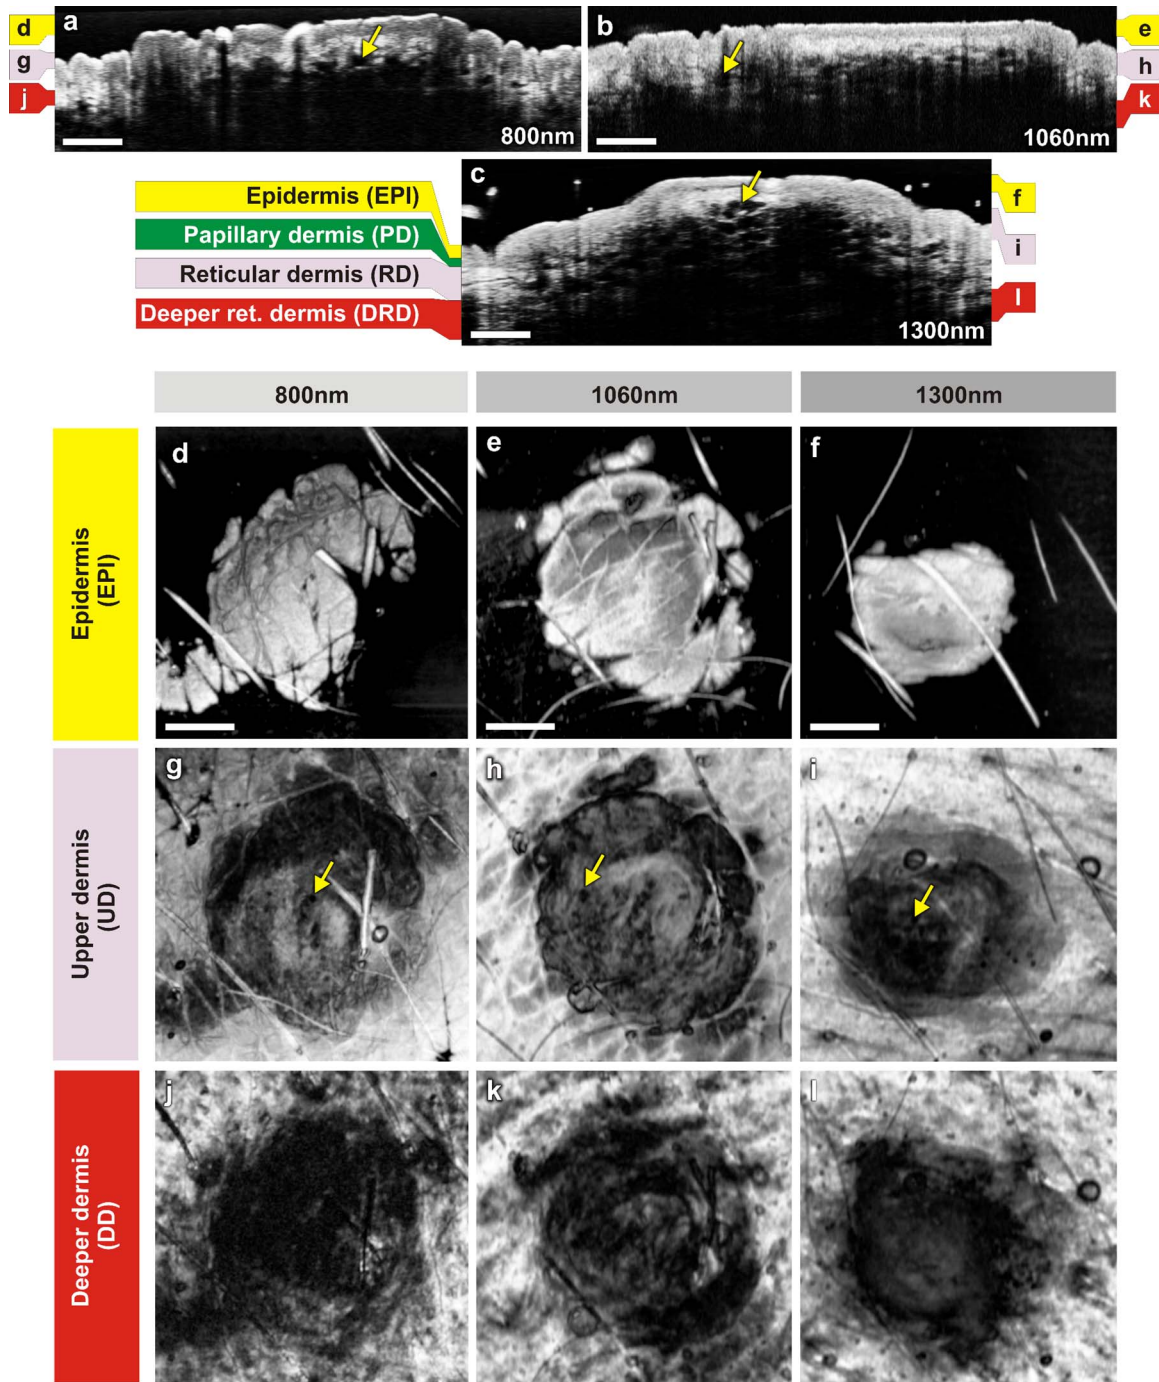 a
b
d
g
j
e
h
k
800nm
1060nm
c
Epidermis (EPI)
Papillary dermis (PD)
Reticular dermis (RD)
Deeper ret. dermis (DRD)
f
i
l
1300nm
800nm
1060nm
1300nm
Epidermis
(EPI)
d
e
f
Upper dermis
(UD)
g
h
i
Deeper dermis
(DD)
j
k
l